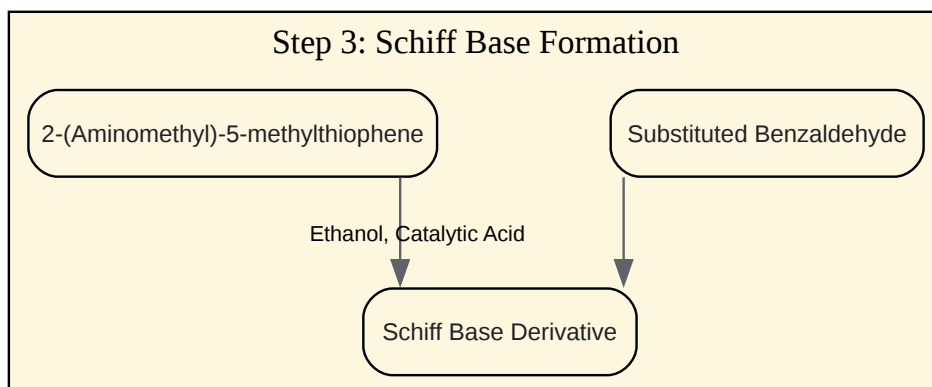 Step 3: Schiff Base Formation
2-(Aminomethyl)-5-methylthiophene
Substituted Benzaldehyde
Ethanol, Catalytic Acid
Schiff Base Derivative